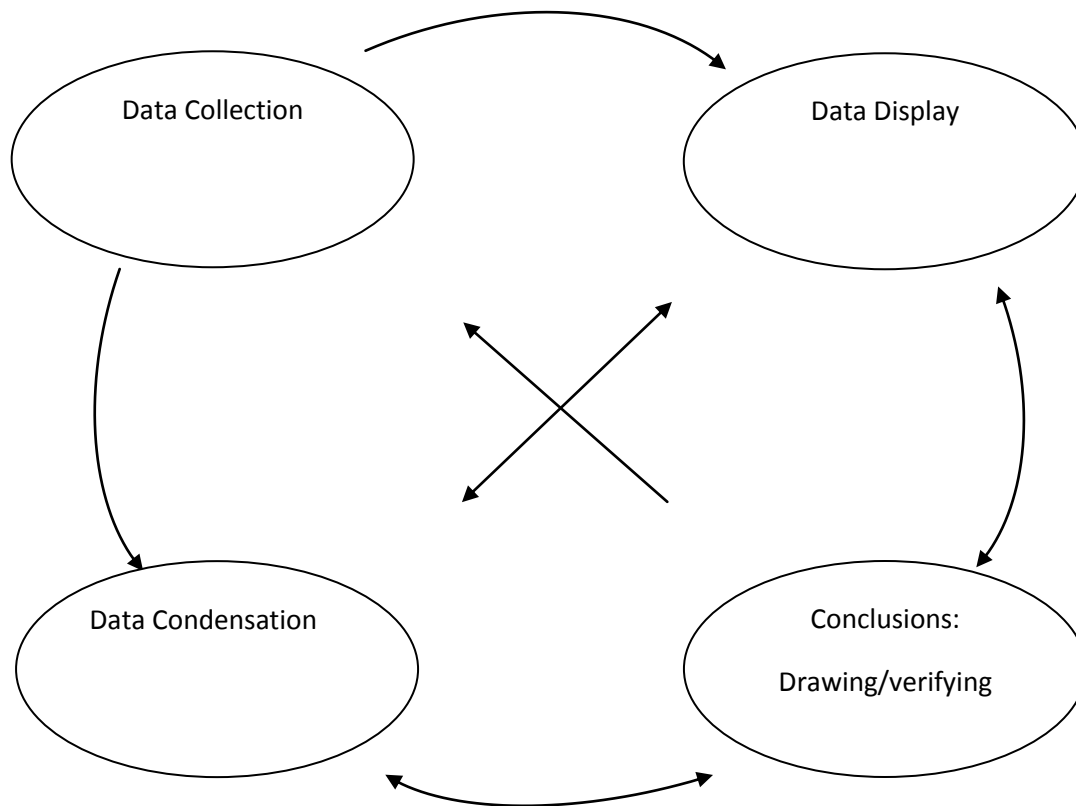 Data Collection
Data Display
Data Condensation
Conclusions:
Drawing/verifying